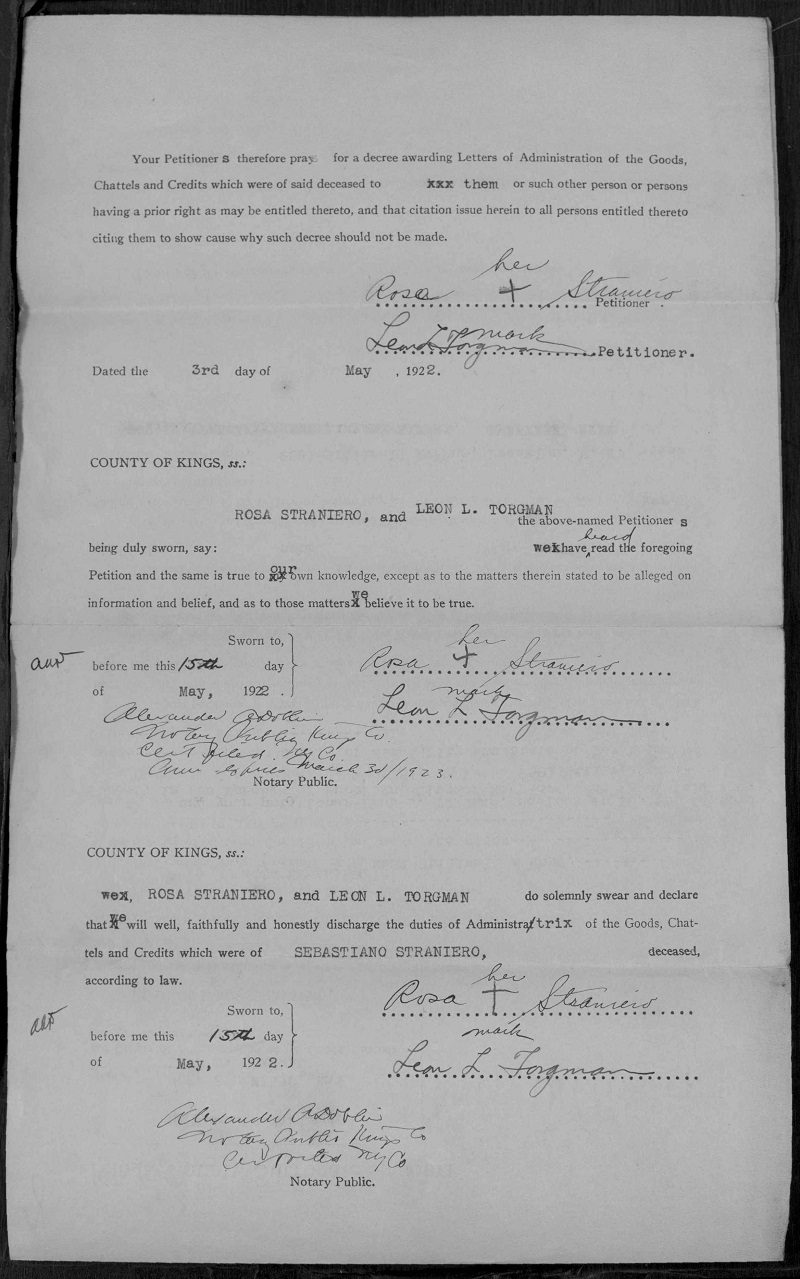 Your Petitioner s therefore pray for a decree awarding Letters of Administration of the Goods,
Chattels and Credits which were of said deceased to xxx them or such other person or persons
having a prior right as may be entitled thereto, and that citation issue herein to all persons entitled thereto
citing them to show cause why such decree should not be made.
her
Rosa + Straniero
Petitioner .
mark
Leon L Torgman Petitioner.
Dated the 3rd day of May , 1922.
COUNTY OF KINGS, ss.:
ROSA STRANIERO, and LEON L. TORGMAN
the above-named Petitioner s
heard
being duly sworn, say: wexhave read the foregoing
our
Petition and the same is true to xx own knowledge, except as to the matters therein stated to be alleged on
we
information and belief, and as to those matters x believe it to be true.
Sworn to, her
before me this 15th day Rosa + Straniero
mark
of May, 1922 . Leon L Torgman
Alexander A Doblin
Notary Public Kings Co.
Cert filed NY Co.
expires March 30/1923.
Notary Public.
COUNTY OF KINGS, ss.:
wex, ROSA STRANIERO, and LEON L. TORGMAN do solemnly swear and declare
we
that x will well, faithfully and honestly discharge the duties of Administra/trix of the Goods, Chat-
tels and Credits which were of SEBASTIANO STRANIERO, deceased,
according to law.
her
Sworn to, Rosa + Straniero
mark
before me this 15th day
of May, 192 2. Leon L Torgman
Alexander A Doblin
Notary Public Kings Co
Cert filed NY Co
Notary Public.